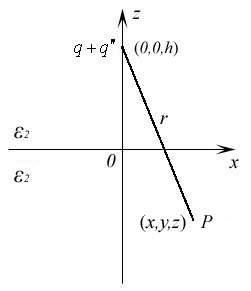 z
q + q" (0,0,h)
r
ε₂
0 x
ε₂
(x,y,z) P